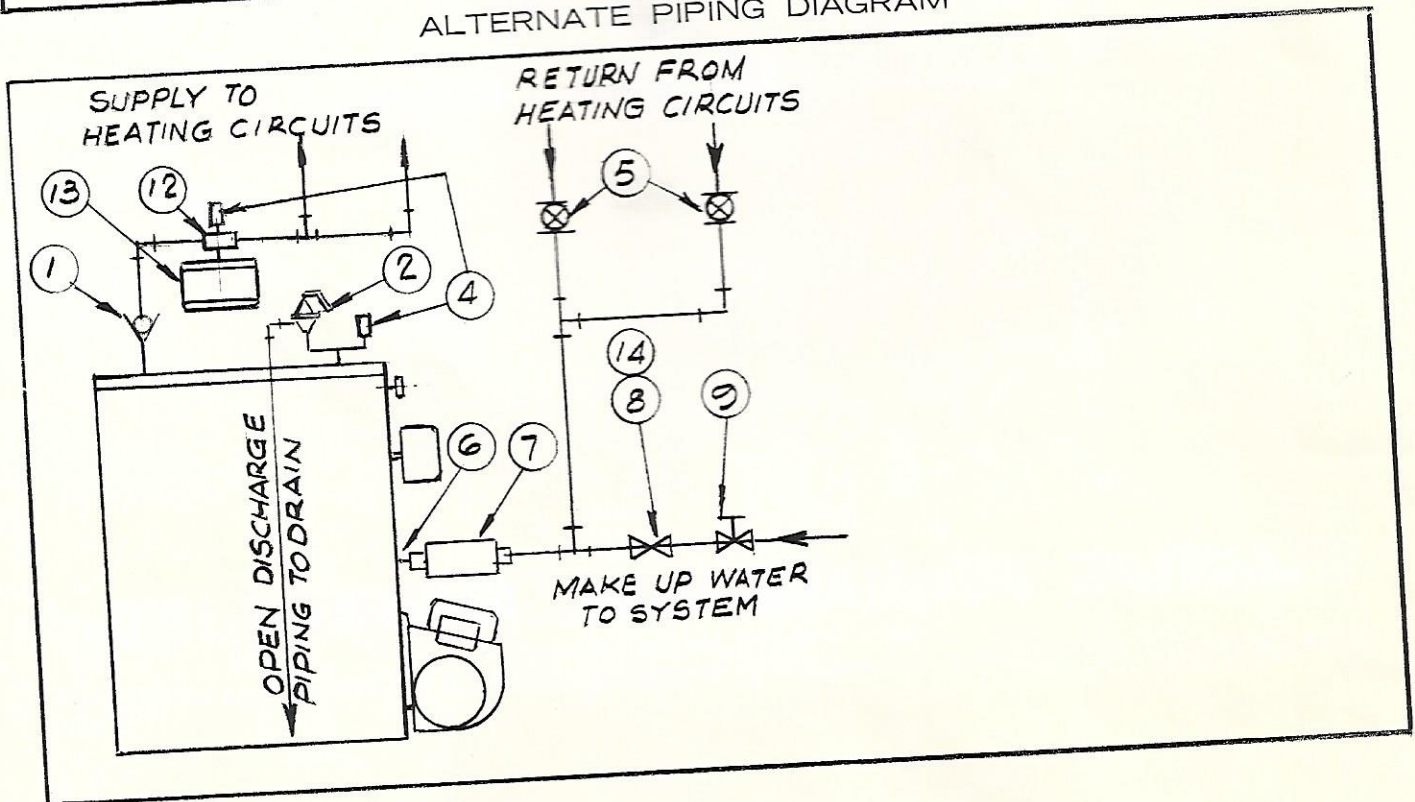 ALTERNATE PIPING DIAGRAM
SUPPLY TO
HEATING CIRCUITS
RETURN FROM
HEATING CIRCUITS
13
12
5
1
2
4
14
8
9
6
7
OPEN DISCHARGE
PIPING TO DRAIN
MAKE UP WATER
TO SYSTEM